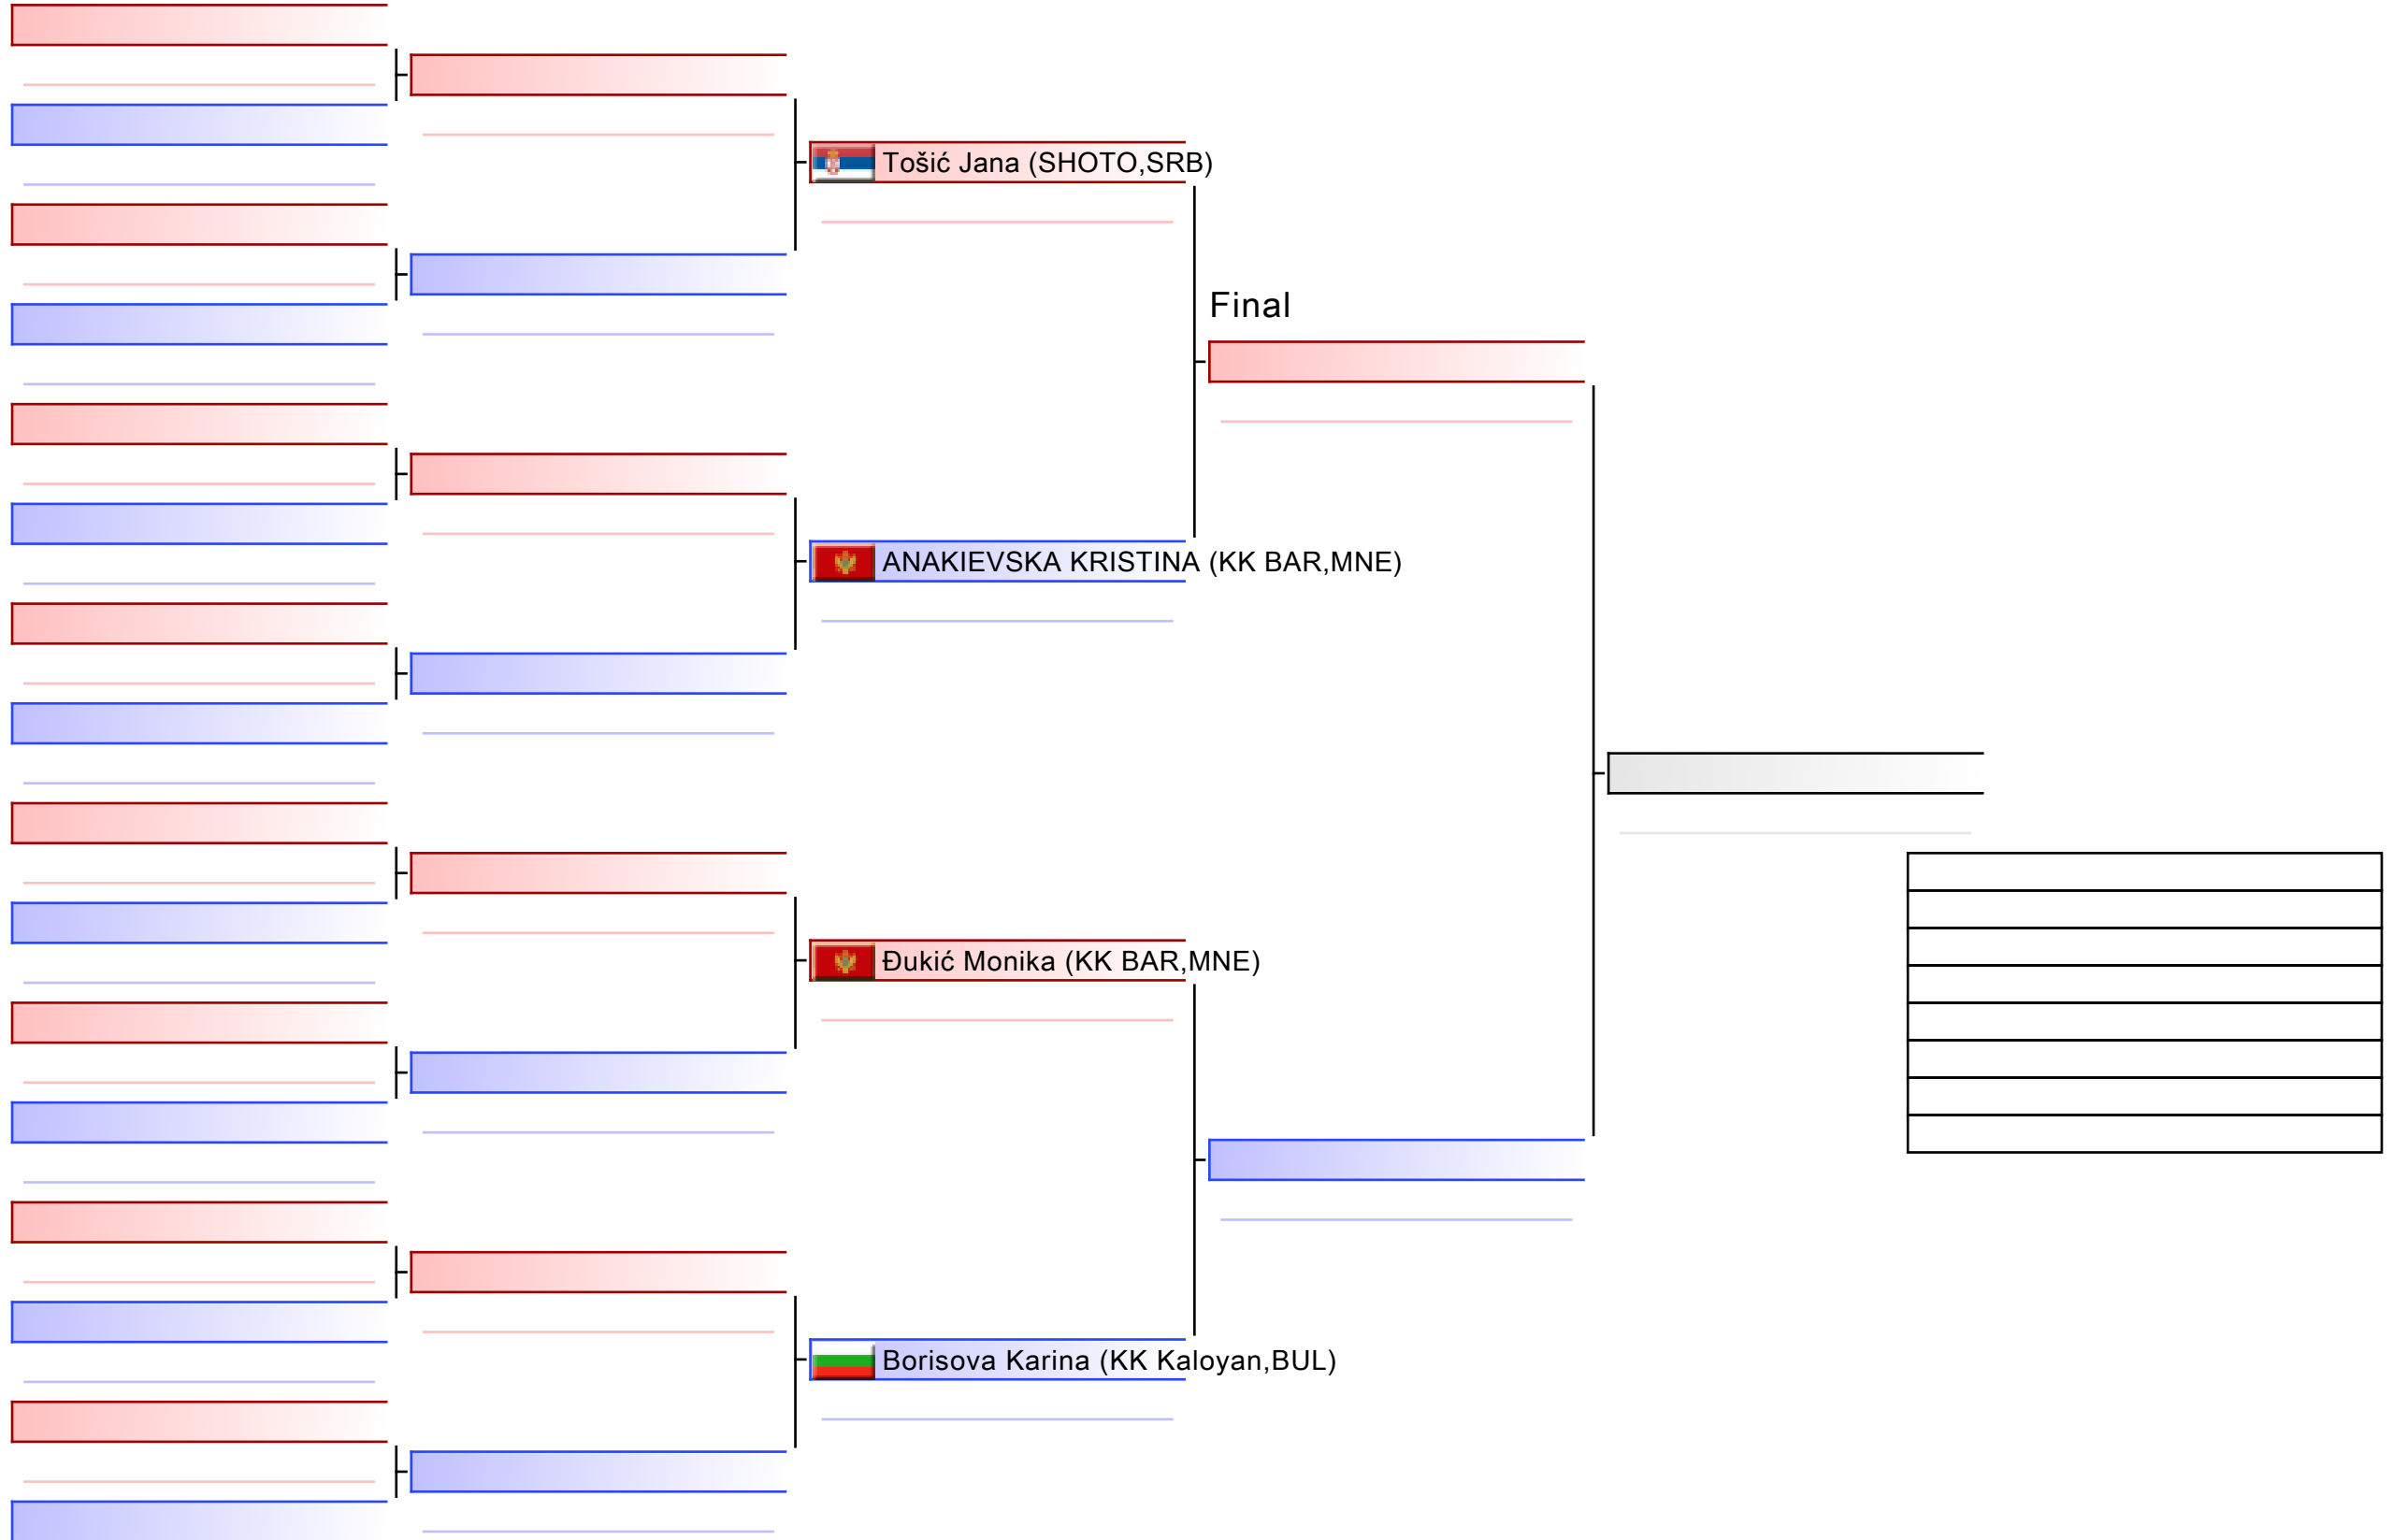 Tošić Jana (SHOTO,SRB)
Final
ANAKIEVSKA KRISTINA (KK BAR,MNE)
Đukić Monika (KK BAR,MNE)
Borisova Karina (KK Kaloyan,BUL)